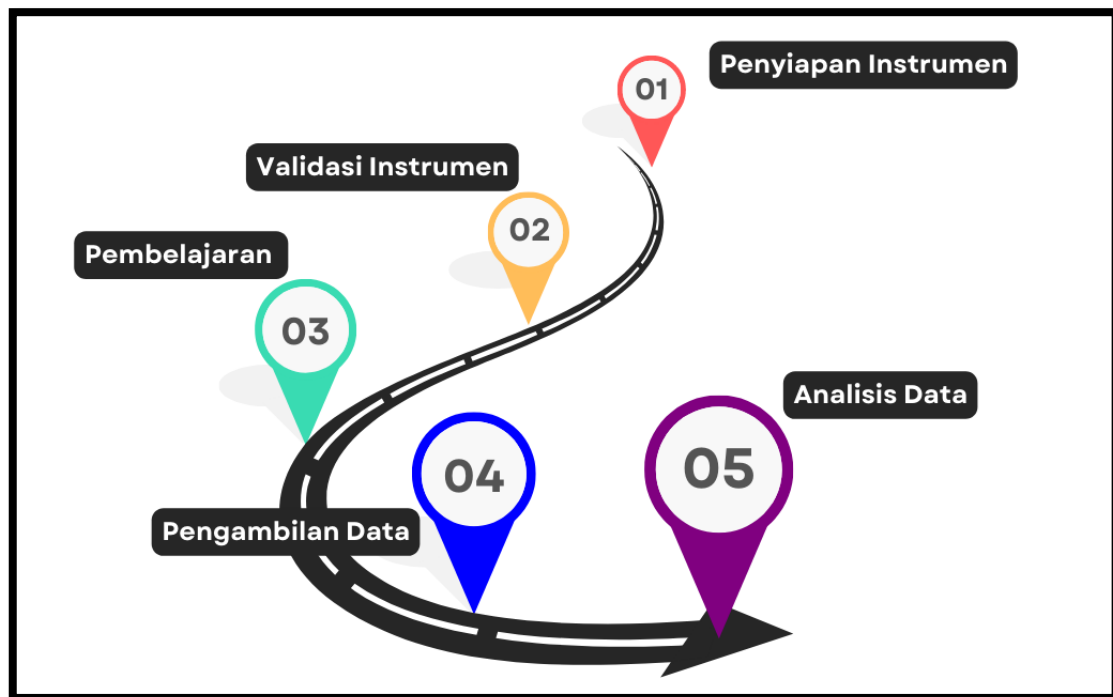 01
Penyiapan Instrumen
Validasi Instrumen
02
Pembelajaran
03
Analisis Data
04
05
Pengambilan Data